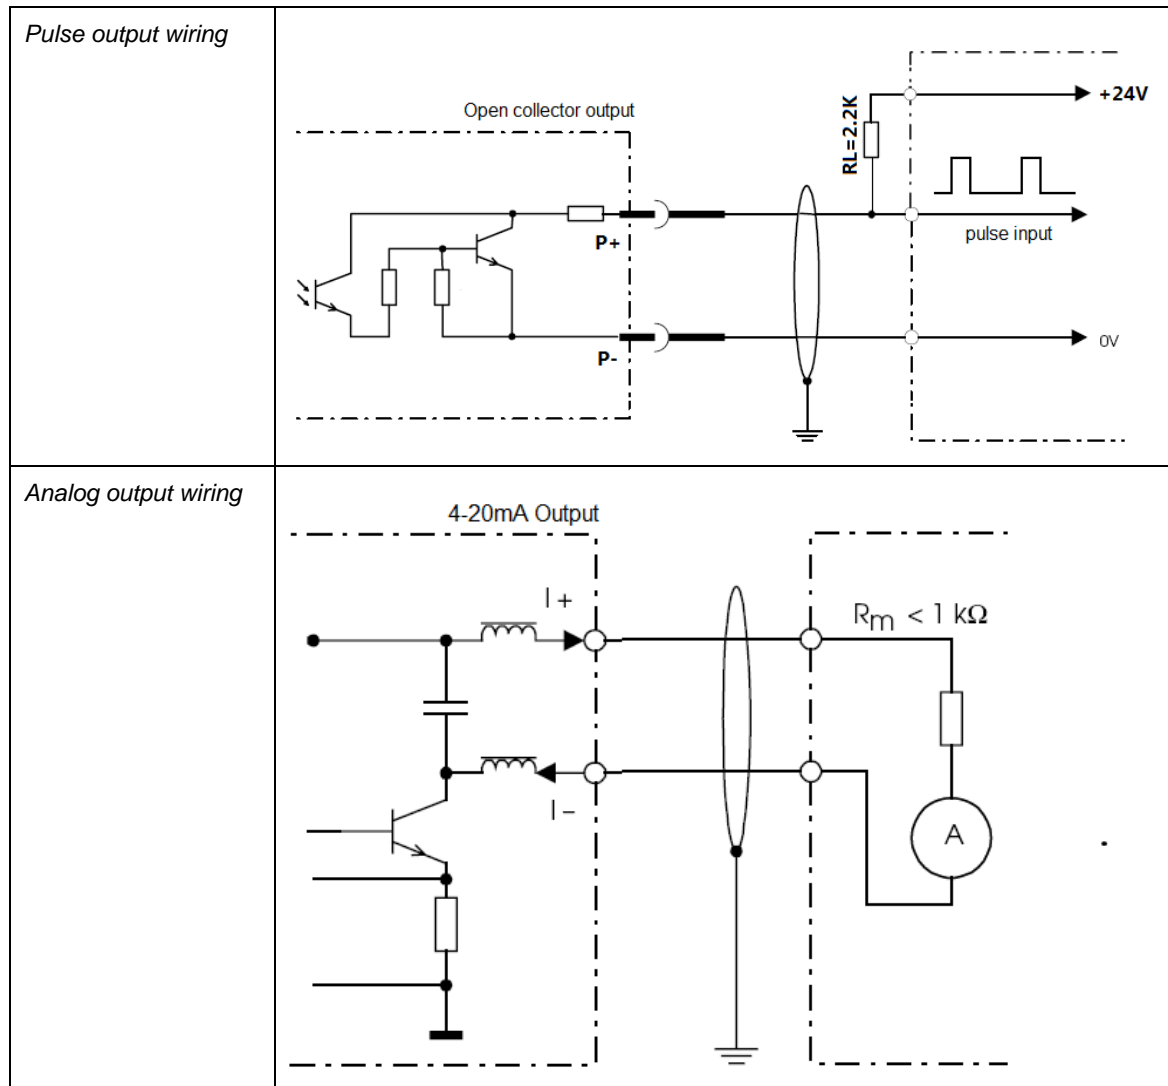 Pulse output wiring
Open collector output
+24V
RL=2.2K
P+
pulse input
P-
0V
Analog output wiring
4-20mA Output
I+
Rm < 1 kΩ
I-
A